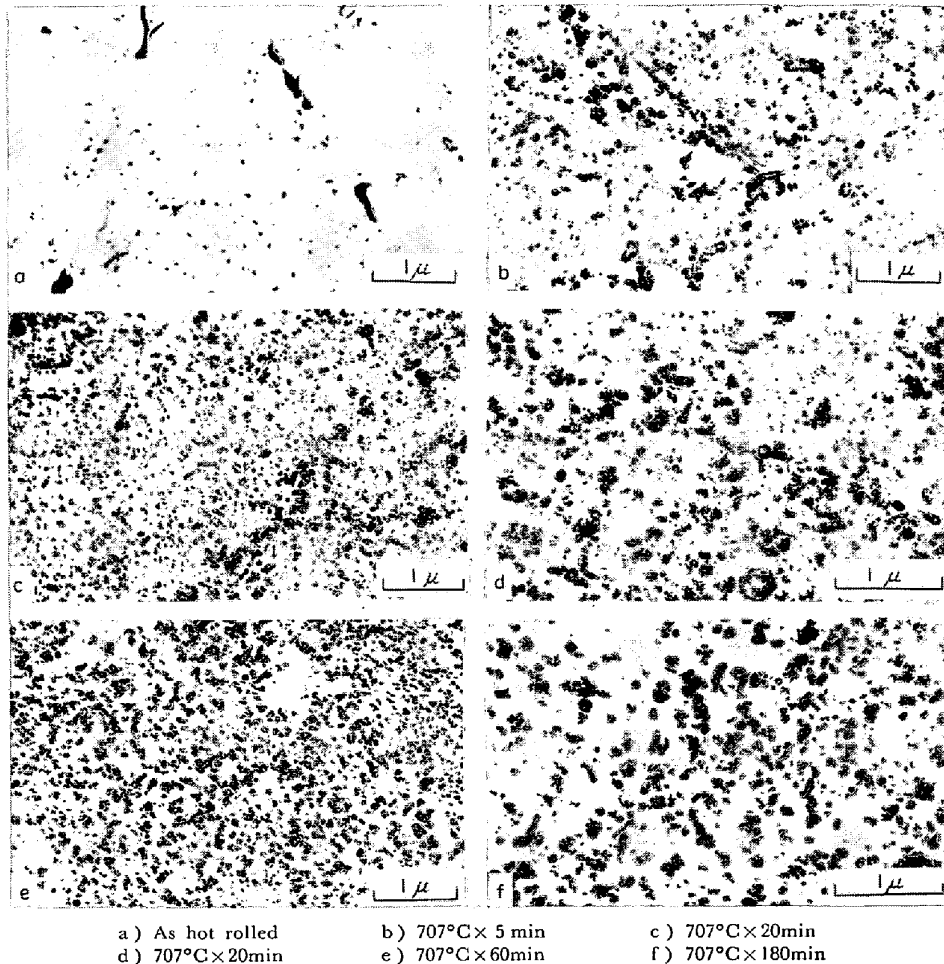 a 1 μ
b 1 μ
c 1 μ
d 1 μ
e 1 μ
f 1 μ
a ) As hot rolled b ) 707°C×5 min c ) 707°C×20min
d ) 707°C×20min e ) 707°C×60min f ) 707°C×180min